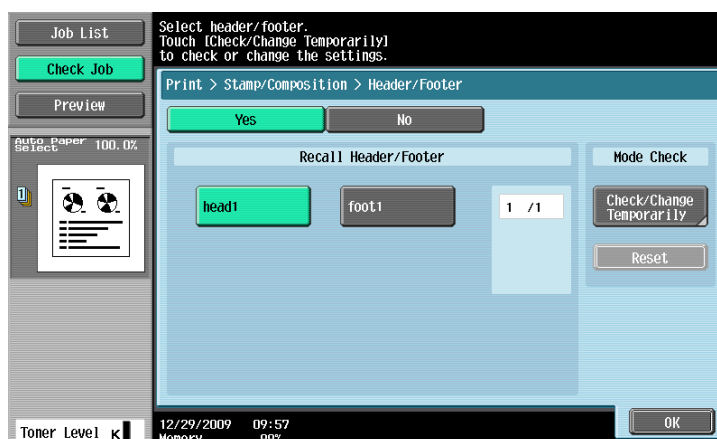 Job List
Check Job
Preview
Auto Paper
Select 100.0%
1
Toner Level K
Select header/footer.
Touch [Check/Change Temporarily]
to check or change the settings.
Print > Stamp/Composition > Header/Footer
Yes No
Recall Header/Footer
head1 foot1 1 /1
Mode Check
Check/Change
Temporarily
Reset
12/29/2009 09:57
Memory 99%
OK